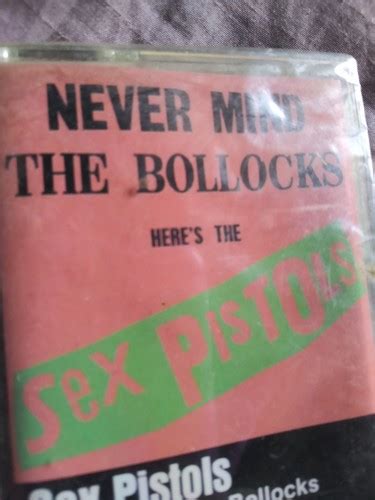 NEVER MIND
THE BOLLOCKS
HERE'S THE
Sex PISTOLS
Sex Pistols
Bollocks